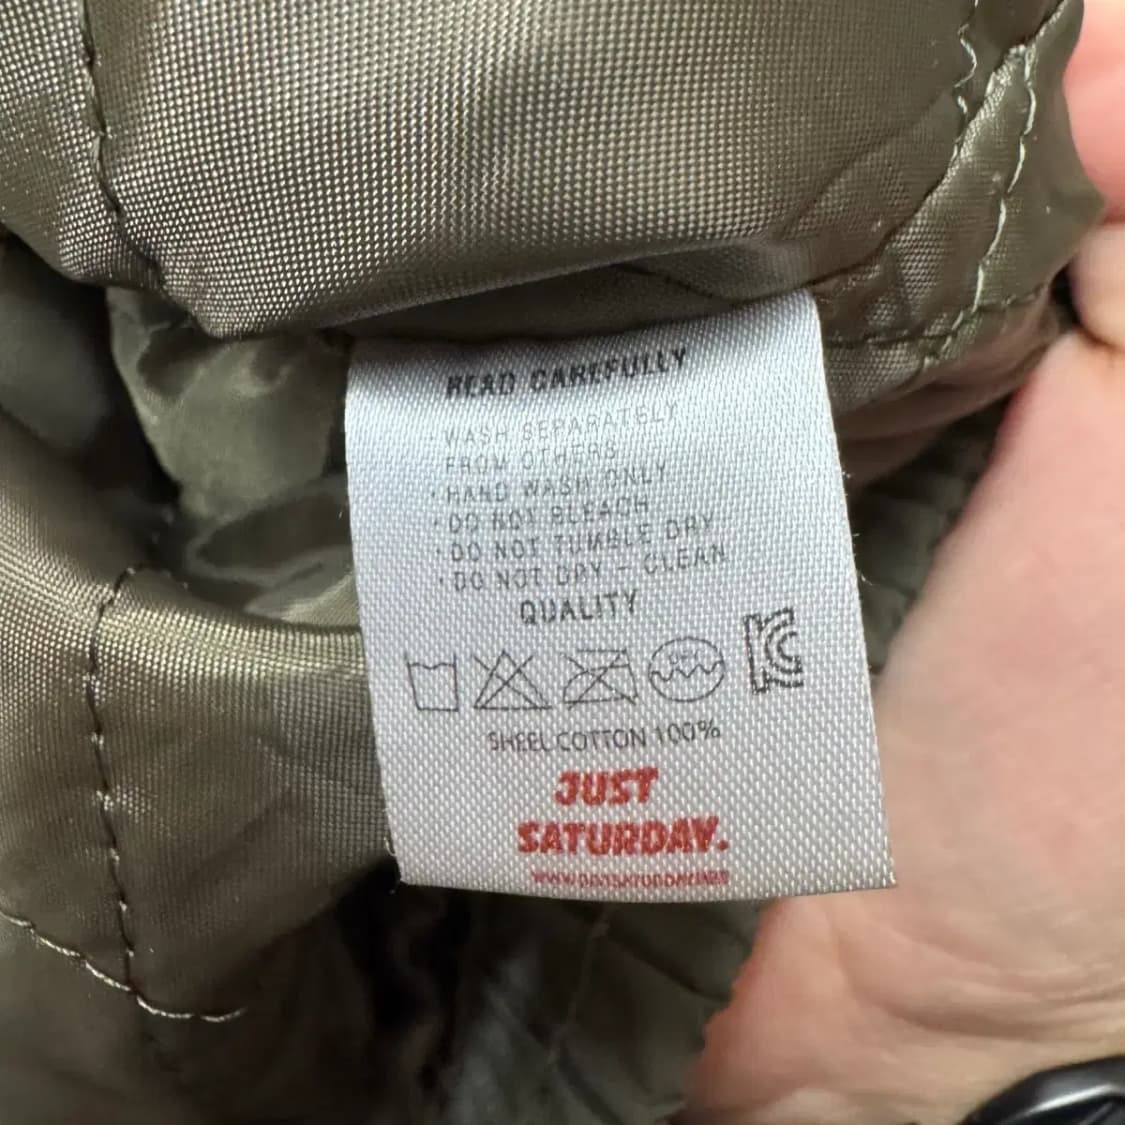 READ CAREFULLY
· WASH SEPARATELY
FROM OTHERS
· HAND WASH ONLY
· DO NOT BLEACH
· DO NOT TUMBLE DRY
· DO NOT DRY - CLEAN
QUALITY
SHEEL COTTON 100%
JUST
SATURDAY.